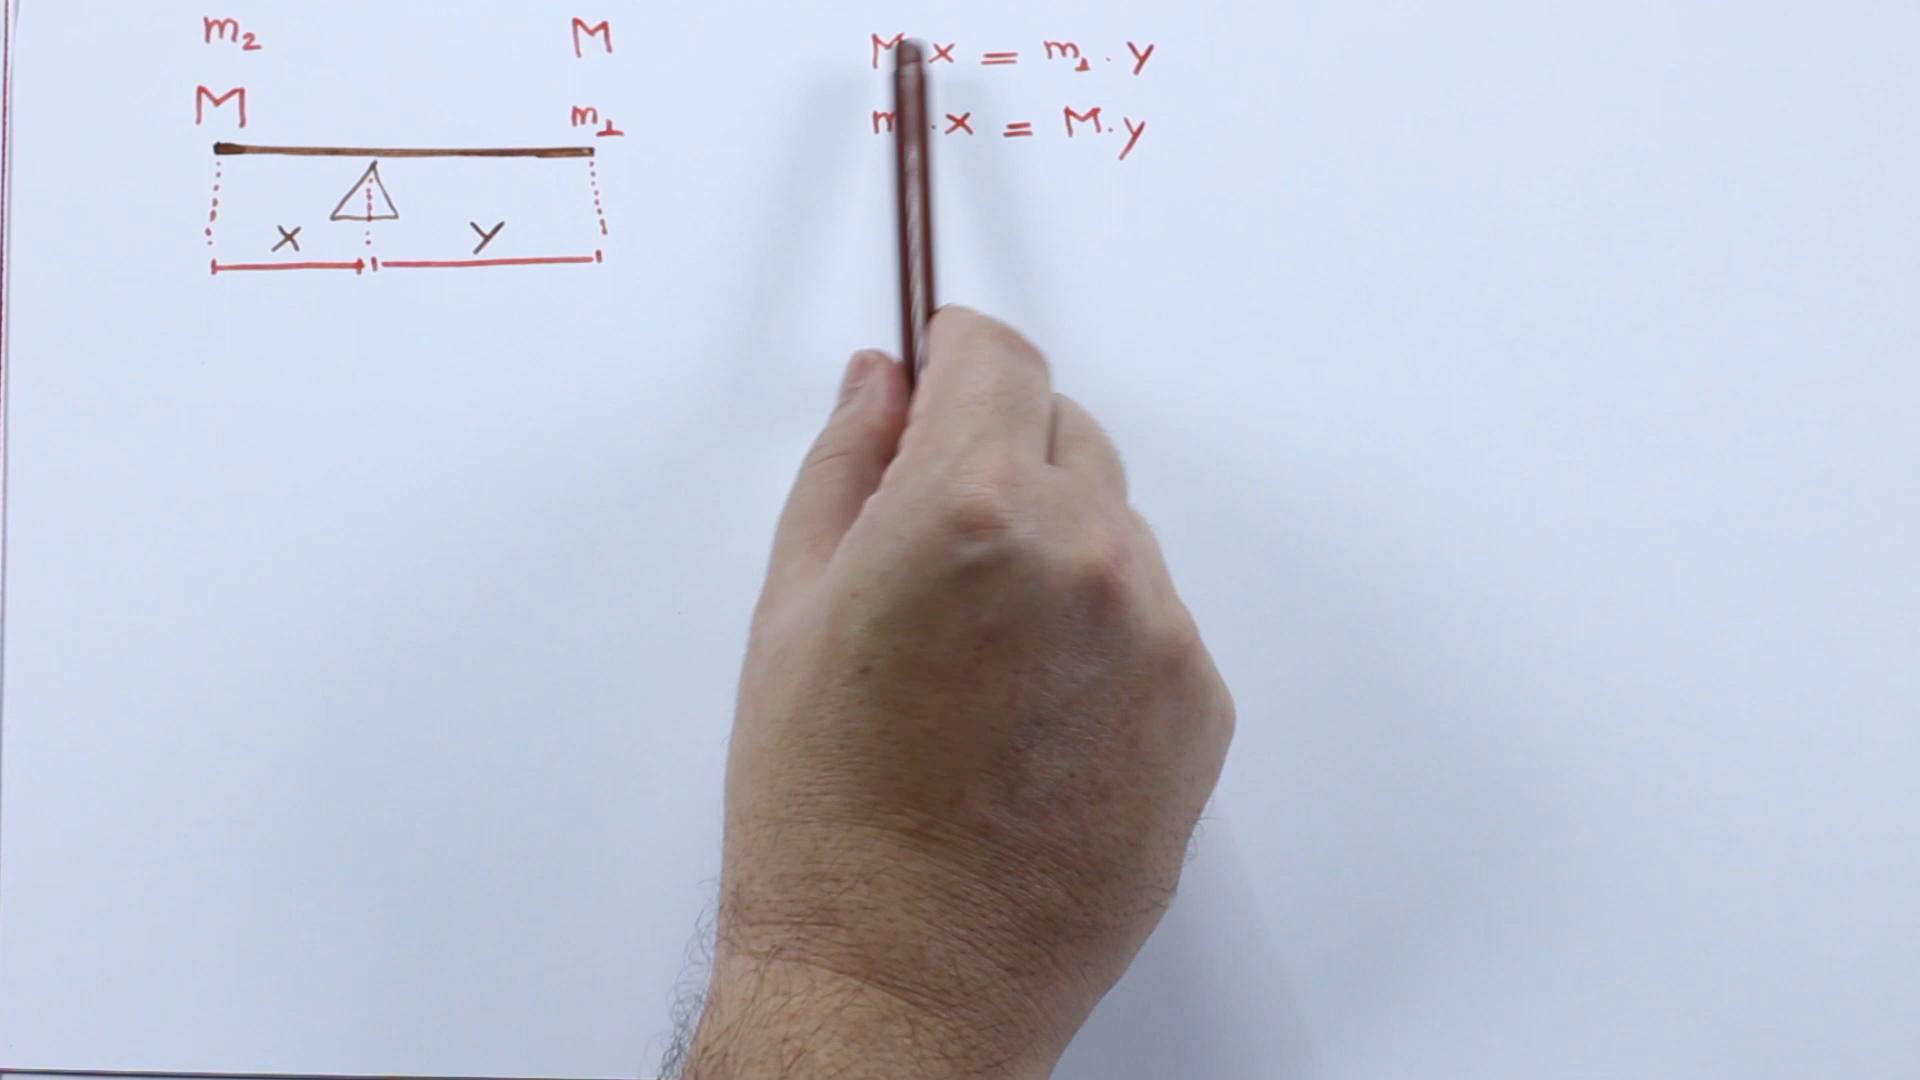 m₂ M
M m₁
x y
M x = m₁ . y
m . x = M . y